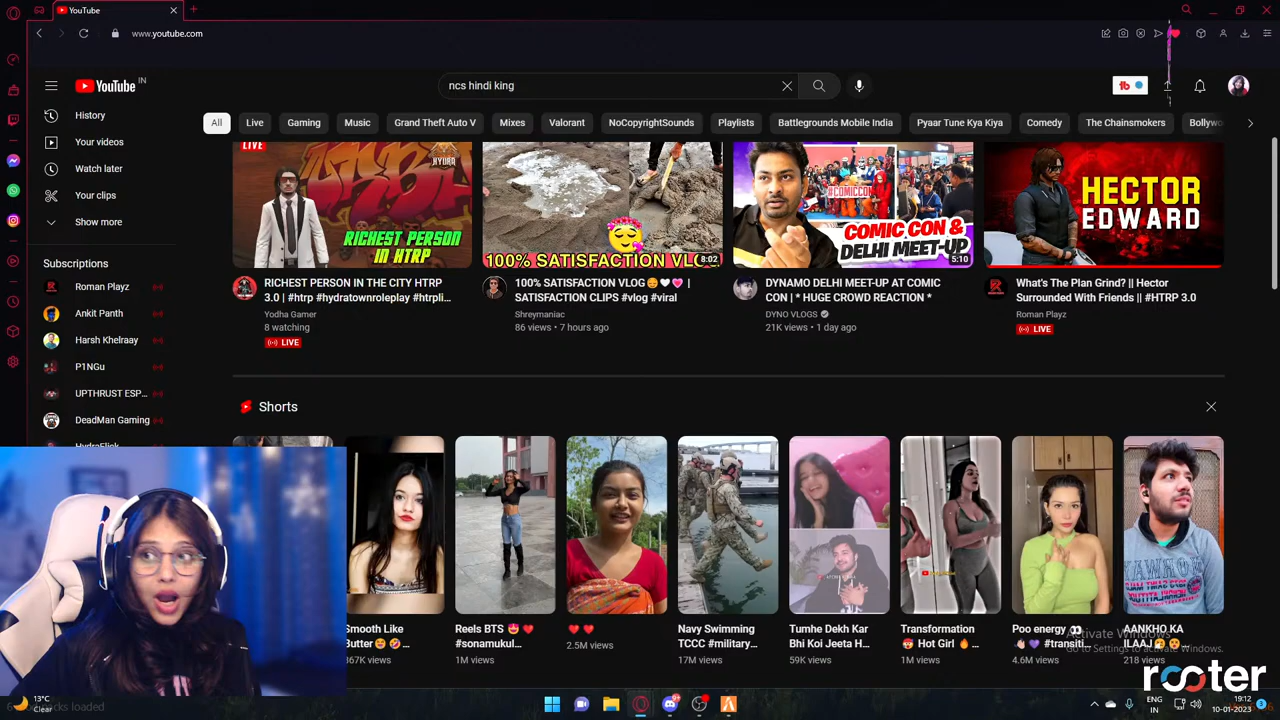 YouTube
www.youtube.com
YouTube
IN
ncs hindi king
All
Live
Gaming
Music
Grand Theft Auto V
Mixes
Valorant
NoCopyrightSounds
Playlists
Battlegrounds Mobile India
Pyaar Tune Kya Kiya
Comedy
The Chainsmokers
Bollywo
History
Your videos
Watch later
Your clips
Show more
Subscriptions
Roman Playz
Ankit Panth
Harsh Khelraay
P1NGu
UPTHRUST ESP...
DeadMan Gaming
LIVE
RICHEST PERSON
IN HTRP
100% SATISFACTION VLOG
8:02
#COMICCON
COMIC CON &
DELHI MEET-UP
5:10
HECTOR
EDWARD
RICHEST PERSON IN THE CITY HTRP
3.0 | #htrp #hydratownroleplay #htrpli...
Yodha Gamer
8 watching
LIVE
100% SATISFACTION VLOG😊🤍💗 |
SATISFACTION CLIPS #vlog #viral
Shreymaniac
86 views • 7 hours ago
DYNAMO DELHI MEET-UP AT COMIC
CON | * HUGE CROWD REACTION *
DYNO VLOGS
21K views • 1 day ago
What's The Plan Grind? || Hector
Surrounded With Friends || #HTRP 3.0
Roman Playz
LIVE
Shorts
Smooth Like
Butter😍🤣...
367K views
Reels BTS 🤩 ❤️
#sonamukul...
1M views
❤️ ❤️
2.5M views
Navy Swimming
TCCC #military...
17M views
Tumhe Dekh Kar
Bhi Koi Jeeta H...
59K views
Transformation
🥵 Hot Girl 🔥...
1M views
Poo energy 👀
👋🏻 💜 #transiti...
4.6M views
AANKHO KA
ILAAJ
218 views
Activate Windows
Go to Settings to activate Windows.
rooter
13°C
Clear
packs loaded
9+
ENG
IN
19:12
10-01-2023
3